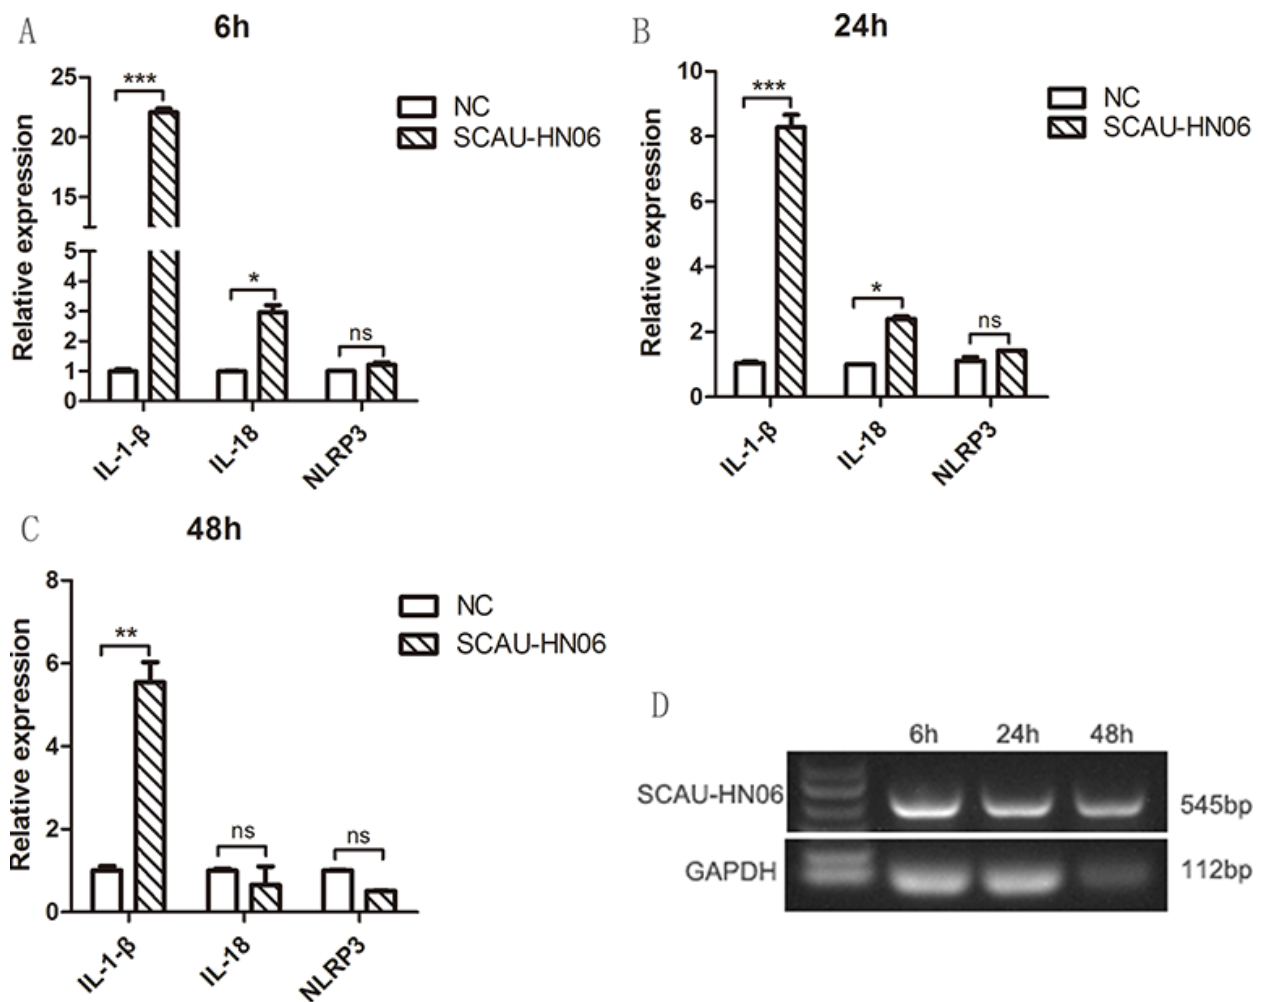 A
6h
***
25
20
15
5
4
3
2
1
0
Relative expression
*
ns
NC
SCAU-HN06
IL-1-β
IL-18
NLRP3
B
24h
***
10
8
6
4
2
0
Relative expression
*
ns
NC
SCAU-HN06
IL-1-β
IL-18
NLRP3
C
48h
**
8
6
4
2
0
Relative expression
ns
ns
NC
SCAU-HN06
IL-1-β
IL-18
NLRP3
D
6h 24h 48h
SCAU-HN06 545bp
GAPDH 112bp